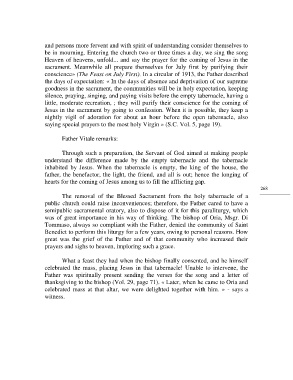 and persons more fervent and with spirit of understanding consider themselves to
be in mourning. Entering the church two or three times a day, we sing the song
Heaven of heavens, unfold... and say the prayer for the coming of Jesus in the
sacrament. Meanwhile all prepare themselves for July first by purifying their
conscience» (The Feasts on July First). In a circular of 1913, the Father described
the days of expectation: « In the days of absence and deprivation of our supreme
goodness in the sacrament, the communities will be in holy expectation, keeping
silence, praying, singing, and paying visits before the empty tabernacle, having a
little, moderate recreation, ; they will purify their conscience for the coming of
Jesus in the sacrament by going to confession. When it is possible, they keep a
nightly vigil of adoration for about an hour before the open tabernacle, also
saying special prayers to the most holy Virgin » (S.C. Vol. 5, page 19).
Father Vitale remarks:
Through such a preparation, the Servant of God aimed at making people
understand the difference made by the empty tabernacle and the tabernacle
inhabited by Jesus. When the tabernacle is empty, the king of the house, the
father, the benefactor, the light, the friend, and all is out; hence the longing of
hearts for the coming of Jesus among us to fill the afflicting gap.
268
The removal of the Blessed Sacrament from the holy tabernacle of a
public church could raise inconveniences; therefore, the Father cared to have a
semipublic sacramental oratory, also to dispose of it for this paraliturgy, which
was of great importance in his way of thinking. The bishop of Oria, Msgr. Di
Tommaso, always so compliant with the Father, denied the community of Saint
Benedict to perform this liturgy for a few years, owing to personal reasons. How
great was the grief of the Father and of that community who increased their
prayers and sighs to heaven, imploring such a grace.
What a feast they had when the bishop finally consented, and he himself
celebrated the mass, placing Jesus in that tabernacle! Unable to intervene, the
Father was spiritually present sending the verses for the song and a letter of
thanksgiving to the bishop (Vol. 29, page 71). « Later, when he came to Oria and
celebrated mass at that altar, we were delighted together with him. » - says a
witness.